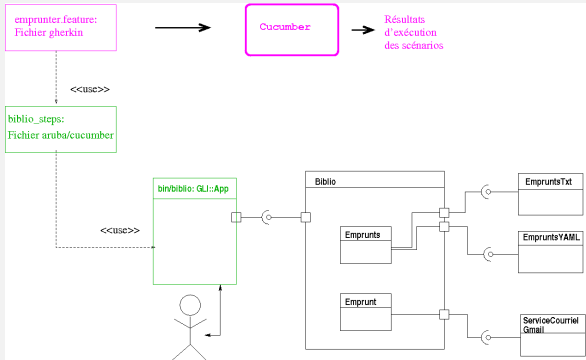 emprunter.feature:
Fichier gherkin
Cucumber
Résultats
d'exécution
des scénarios
<<use>>
biblio_steps:
Fichier aruba/cucumber
<<use>>
bin/biblio: GLI::App
Biblio
Emprunts
Emprunt
EmpruntsTxt
EmpruntsYAML
ServiceCourriel
Gmail